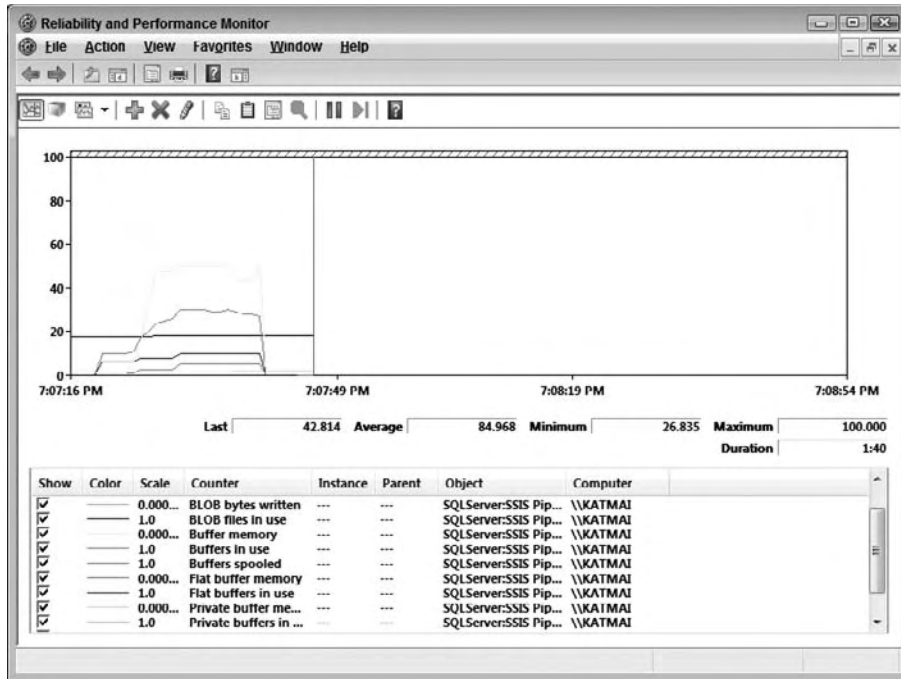 Reliability and Performance Monitor
File Action View Favorites Window Help
100
80
60
40
20
0
7:07:16 PM 7:07:49 PM 7:08:19 PM 7:08:54 PM
Last 42.814 Average 84.968 Minimum 26.835 Maximum 100.000
Duration 1:40
Show Color Scale Counter Instance Parent Object Computer
0.000... BLOB bytes written --- --- SQLServer:SSIS Pip... \\KATMAI
1.0 BLOB files in use --- --- SQLServer:SSIS Pip... \\KATMAI
0.000... Buffer memory --- --- SQLServer:SSIS Pip... \\KATMAI
1.0 Buffers in use --- --- SQLServer:SSIS Pip... \\KATMAI
1.0 Buffers spooled --- --- SQLServer:SSIS Pip... \\KATMAI
0.000... Flat buffer memory --- --- SQLServer:SSIS Pip... \\KATMAI
1.0 Flat buffers in use --- --- SQLServer:SSIS Pip... \\KATMAI
0.000... Private buffer me... --- --- SQLServer:SSIS Pip... \\KATMAI
1.0 Private buffers in ... --- --- SQLServer:SSIS Pip... \\KATMAI